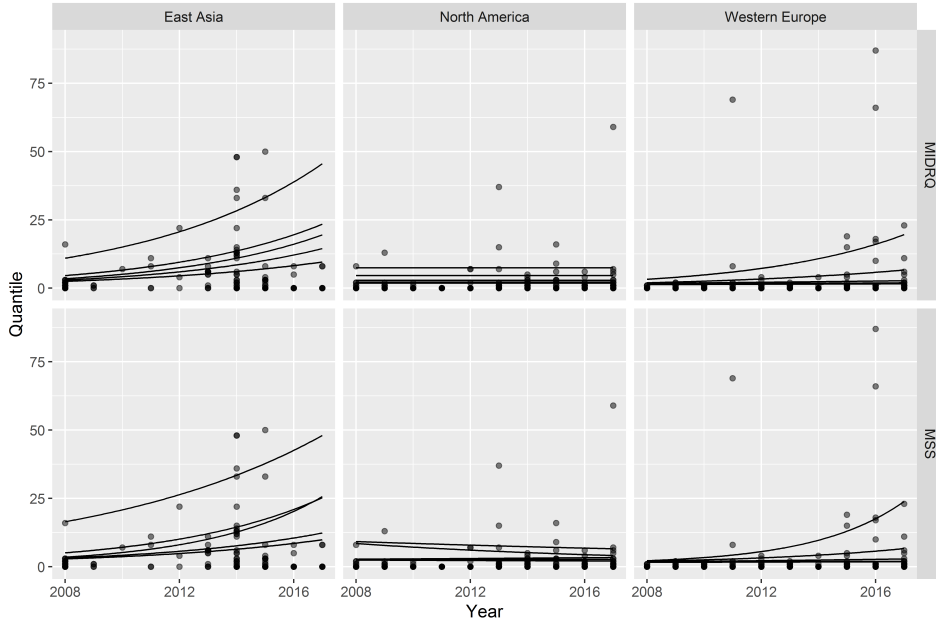 East Asia North America Western Europe
75
50
25
0
MIDRQ
Quantile
75
50
25
0
MSS
2008 2012 2016 2008 2012 2016 2008 2012 2016
Year